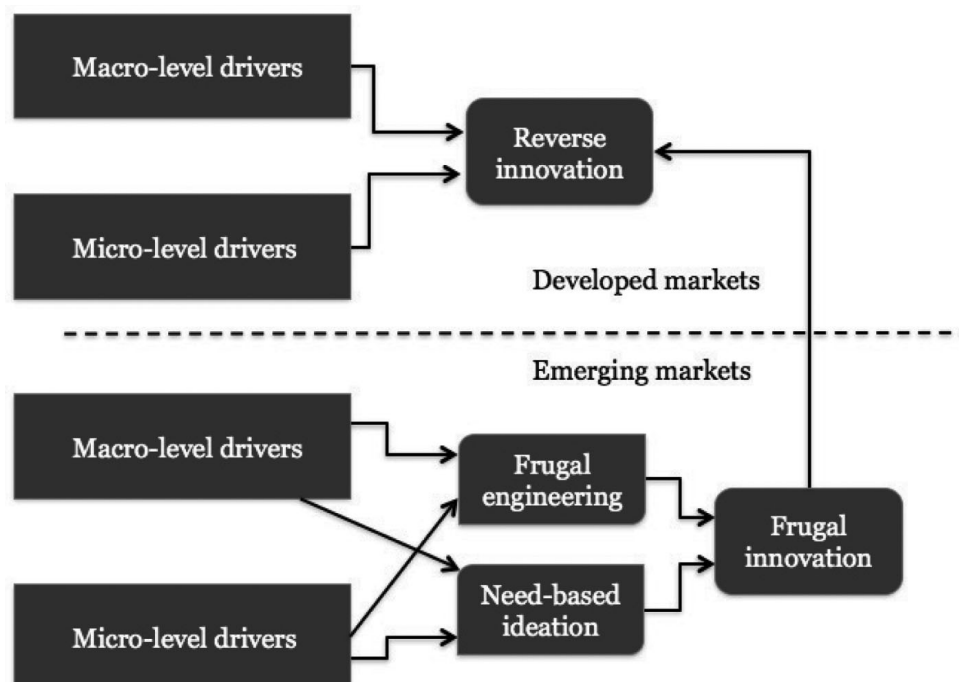 Macro-level drivers
Reverse
innovation
Micro-level drivers
Developed markets
Emerging markets
Macro-level drivers
Frugal
engineering
Frugal
innovation
Need-based
ideation
Micro-level drivers